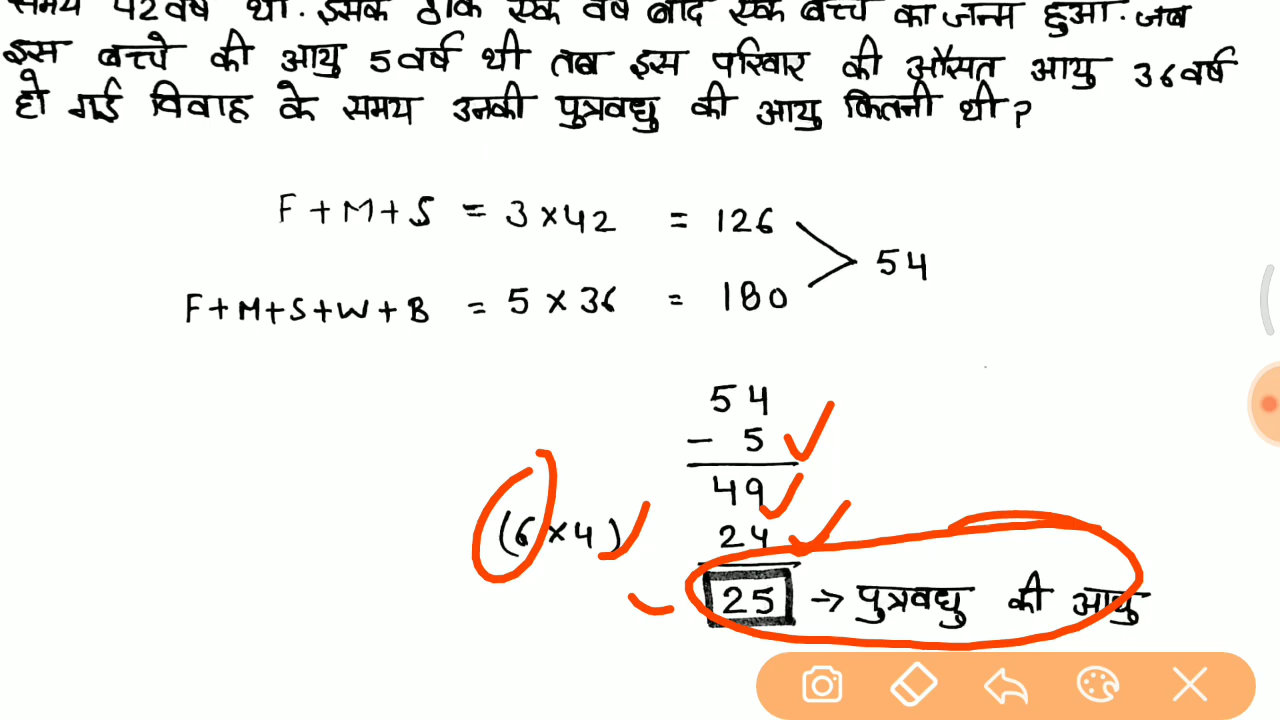 समय 42 वर्ष थी. इसके ठीक एक वर्ष बाद एक बच्चे का जन्म हुआ. जब
इस बच्चे की आयु 5 वर्ष थी तब इस परिवार की औसत आयु 36 वर्ष
हो गई विवाह के समय उनकी पुत्रवधु की आयु कितनी थी?
F+M+S = 3×42 = 126
54
F+M+S+W+B = 5 × 36 = 180
54
- 5
49
(6×4) 24
25 → पुत्रवधु की आयु